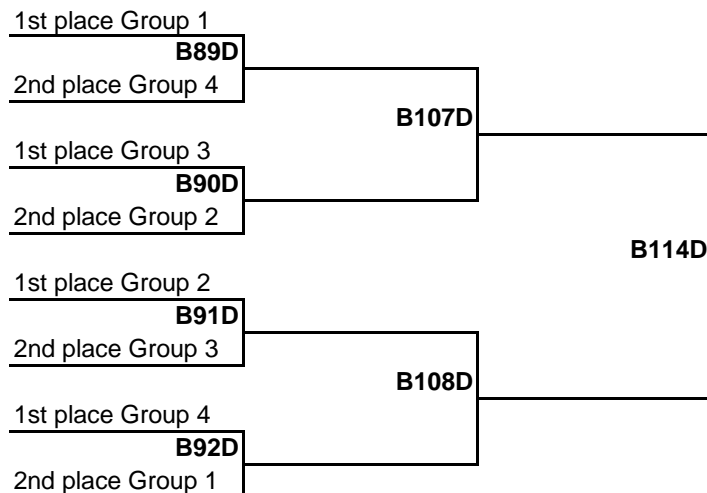 1st place Group 1
B89D
2nd place Group 4
B107D
1st place Group 3
B90D
2nd place Group 2
B114D
1st place Group 2
B91D
2nd place Group 3
B108D
1st place Group 4
B92D
2nd place Group 1